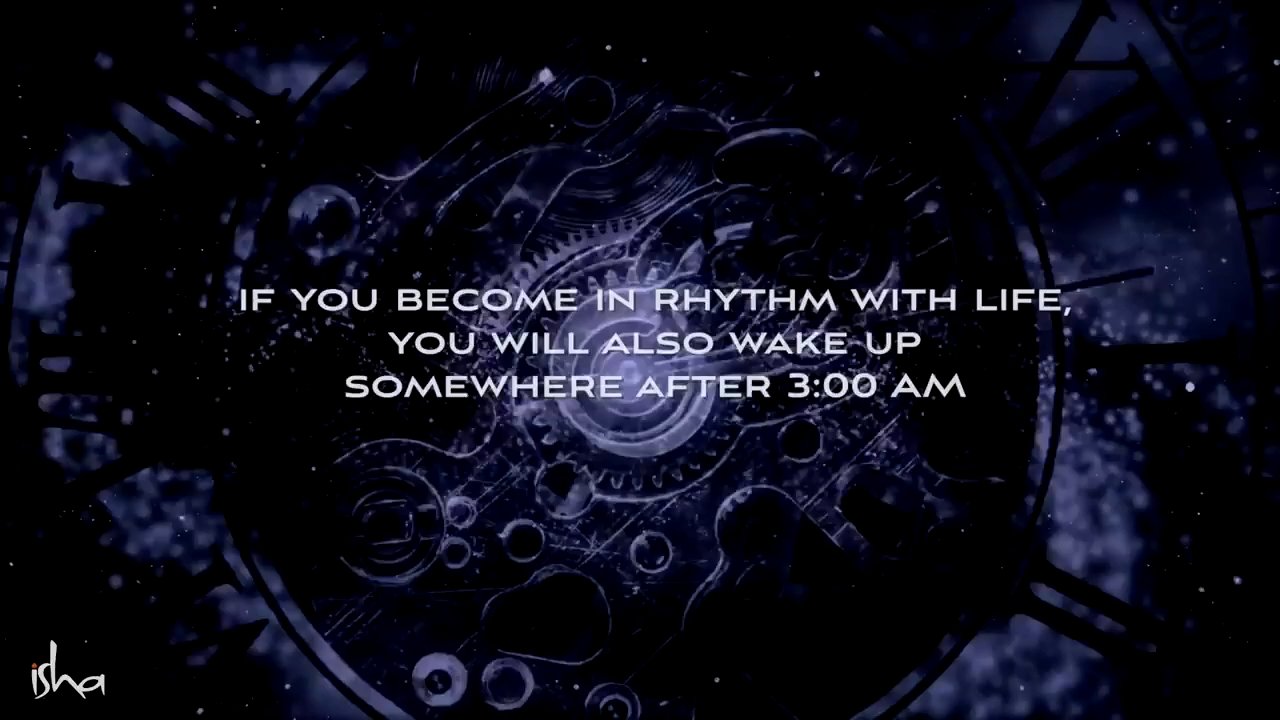 IF YOU BECOME IN RHYTHM WITH LIFE,
YOU WILL ALSO WAKE UP
SOMEWHERE AFTER 3:00 AM
isha